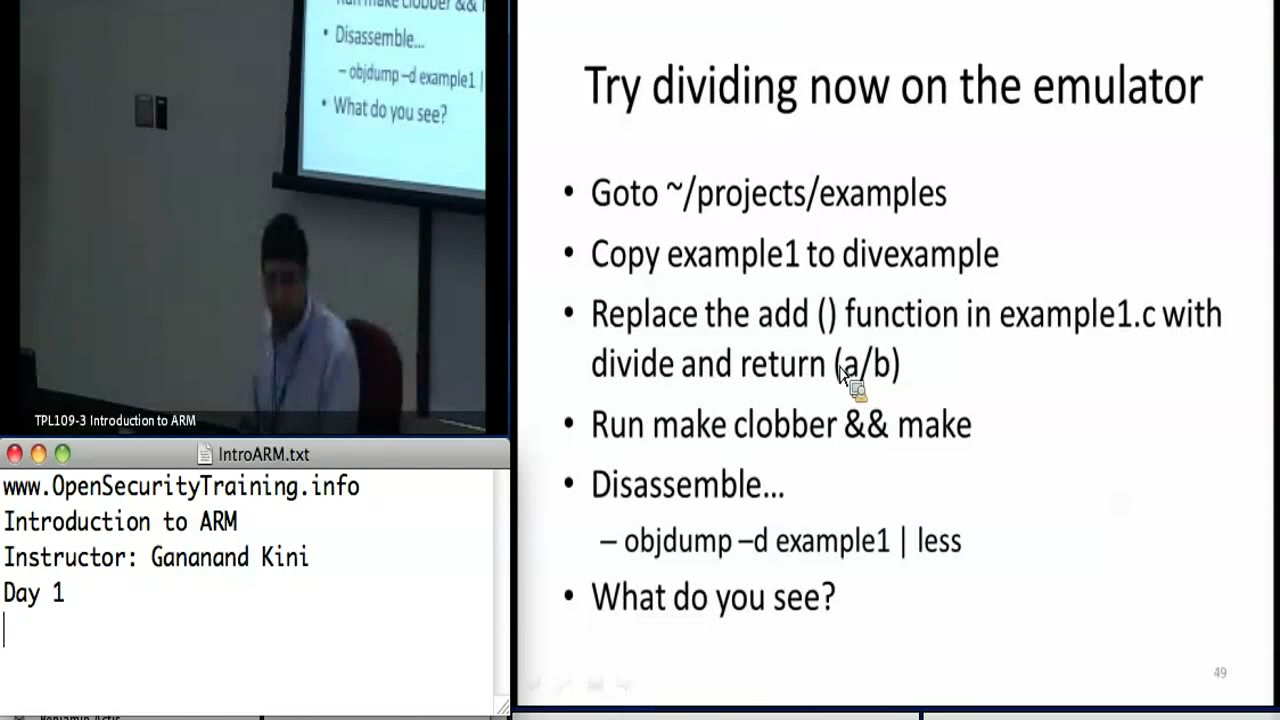 Run make clobber &&
• Disassemble...
– objdump –d example1 |
• What do you see?
TPL109-3 Introduction to ARM
IntroARM.txt
www.OpenSecurityTraining.info
Introduction to ARM
Instructor: Gananand Kini
Day 1
Try dividing now on the emulator
• Goto ~/projects/examples
• Copy example1 to divexample
• Replace the add () function in example1.c with
divide and return (a/b)
• Run make clobber && make
• Disassemble...
– objdump –d example1 | less
• What do you see?
49